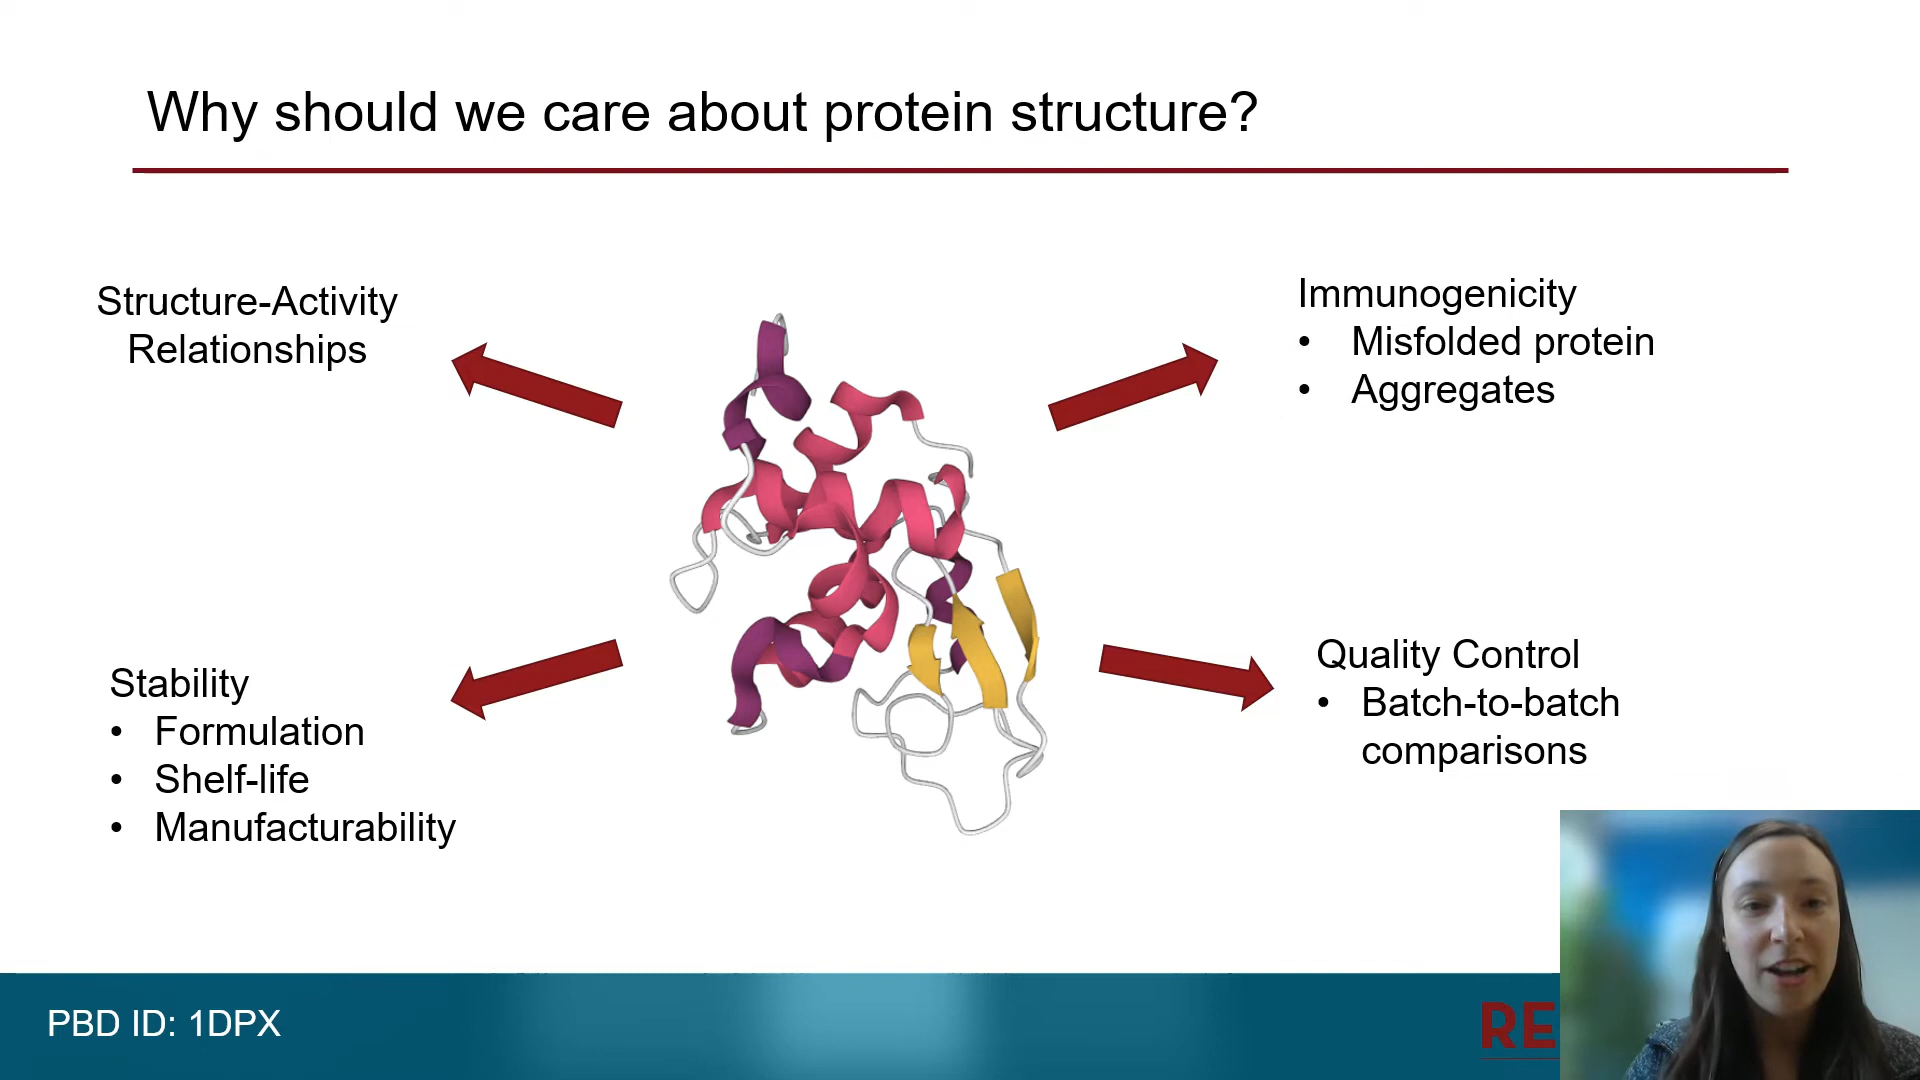 Why should we care about protein structure?
Structure-Activity
Relationships
Immunogenicity
• Misfolded protein
• Aggregates
Stability
• Formulation
• Shelf-life
• Manufacturability
Quality Control
• Batch-to-batch
comparisons
PBD ID: 1DPX
RE